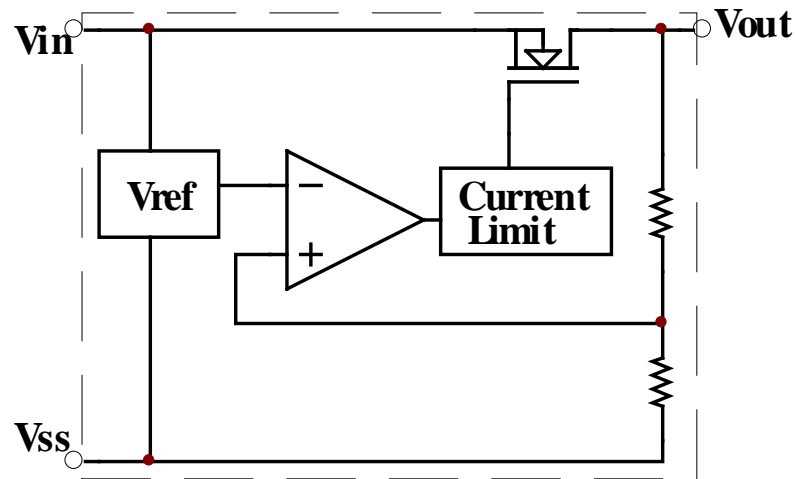 Vin
Vout
Vref
−
+
Current
Limit
Vss